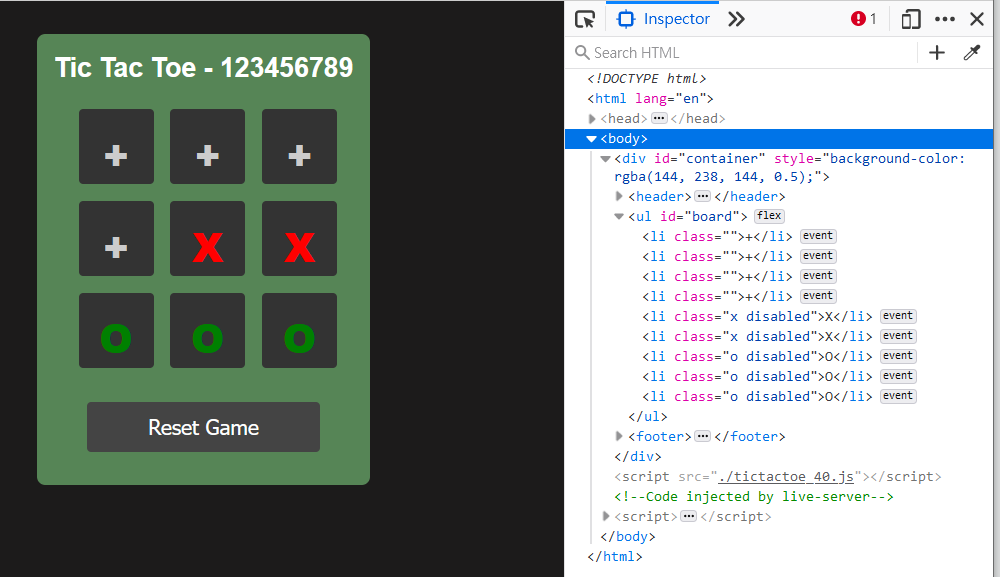 Tic Tac Toe - 123456789
+ + +
+ X X
O O O
Reset Game
Inspector
1
Search HTML
<!DOCTYPE html>
<html lang="en">
<head></head>
<body>
<div id="container" style="background-color:
rgba(144, 238, 144, 0.5);">
<header></header>
<ul id="board"> flex
<li class="">+</li> event
<li class="">+</li> event
<li class="">+</li> event
<li class="">+</li> event
<li class="x disabled">X</li> event
<li class="x disabled">X</li> event
<li class="o disabled">O</li> event
<li class="o disabled">O</li> event
<li class="o disabled">O</li> event
</ul>
<footer></footer>
</div>
<script src="./tictactoe_40.js"></script>
<!--Code injected by live-server-->
<script></script>
</body>
</html>